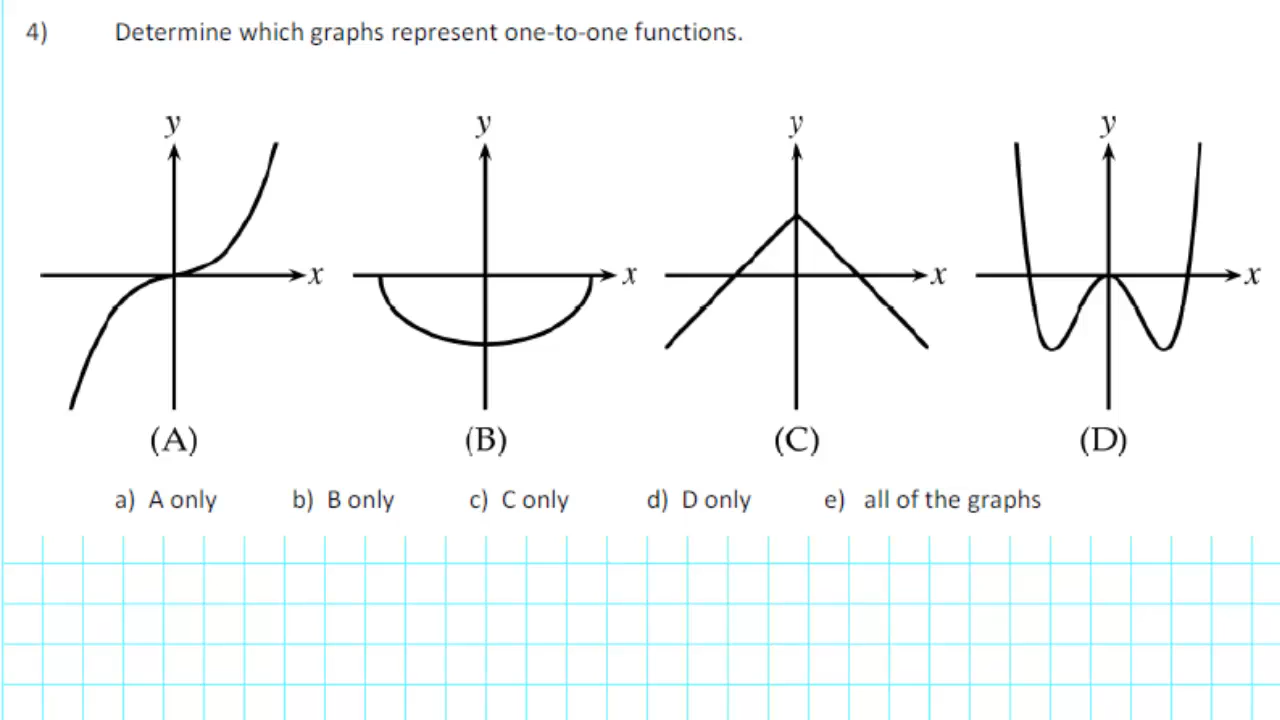 4) Determine which graphs represent one-to-one functions.
y y y y
x x x x
(A) (B) (C) (D)
a) A only b) B only c) C only d) D only e) all of the graphs